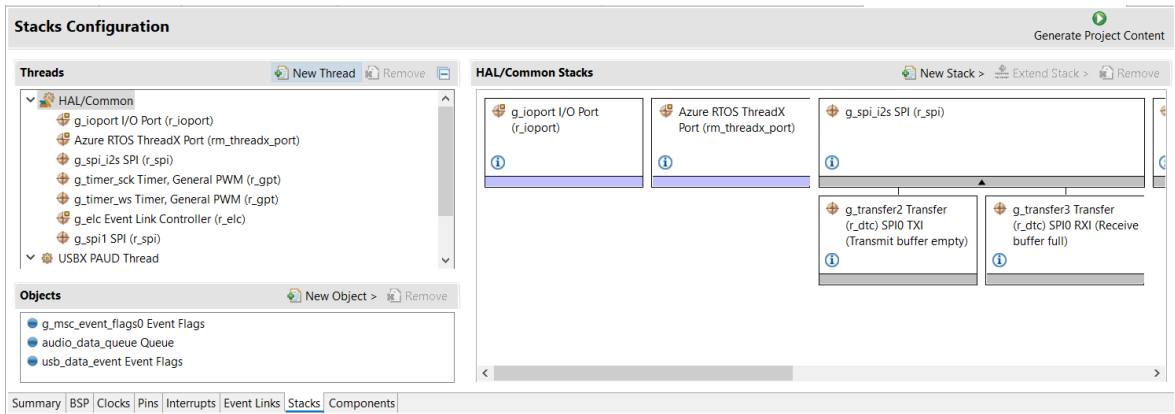 Stacks Configuration
Generate Project Content
Threads
New Thread
Remove
HAL/Common
g_ioport I/O Port (r_ioport)
Azure RTOS ThreadX Port (rm_threadx_port)
g_spi_i2s SPI (r_spi)
g_timer_sck Timer, General PWM (r_gpt)
g_timer_ws Timer, General PWM (r_gpt)
g_elc Event Link Controller (r_elc)
g_spi1 SPI (r_spi)
USBX PAUD Thread
Objects
New Object >
Remove
g_msc_event_flags0 Event Flags
audio_data_queue Queue
usb_data_event Event Flags
HAL/Common Stacks
New Stack >
Extend Stack >
Remove
g_ioport I/O Port
(r_ioport)
Azure RTOS ThreadX
Port (rm_threadx_port)
g_spi_i2s SPI (r_spi)
g_transfer2 Transfer
(r_dtc) SPI0 TXI
(Transmit buffer empty)
g_transfer3 Transfer
(r_dtc) SPI0 RXI (Receive
buffer full)
Summary
BSP
Clocks
Pins
Interrupts
Event Links
Stacks
Components